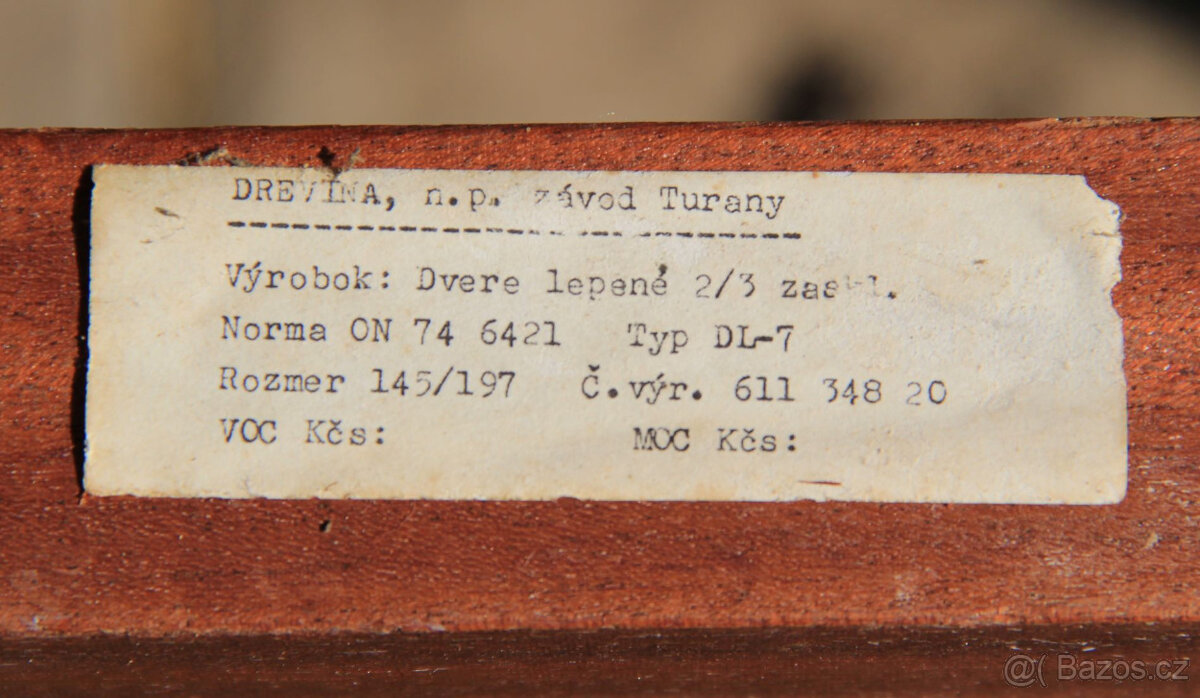 DREVINA, n.p. závod Turany
Výrobok: Dvere lepené 2/3 zaskl.
Norma ON 74 6421 Typ DL-7
Rozmer 145/197 Č.výr. 611 348 20
VOC Kčs: MOC Kčs:
@( Bazos.cz